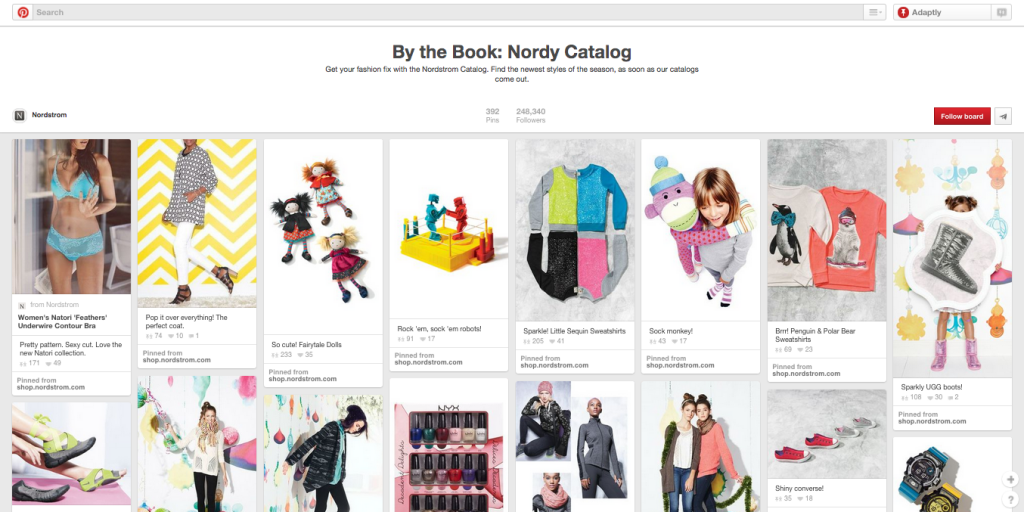 Search
Adaptly
By the Book: Nordy Catalog
Get your fashion fix with the Nordstrom Catalog. Find the newest styles of the season, as soon as our catalogs
come out.
N
Nordstrom
392
Pins
248,340
Followers
Follow board
N from Nordstrom
Women's Natori 'Feathers'
Underwire Contour Bra
Pretty pattern. Sexy cut. Love the
new Natori collection.
171 49
Pinned from
shop.nordstrom.com
Pop it over everything! The
perfect coat.
74 10 1
Pinned from
shop.nordstrom.com
So cute! Fairytale Dolls
233 35
Pinned from
shop.nordstrom.com
Rock 'em, sock 'em robots!
91 17
Pinned from
shop.nordstrom.com
Sparkle! Little Sequin Sweatshirts
205 41
Pinned from
shop.nordstrom.com
Sock monkey!
43 17
Pinned from
shop.nordstrom.com
Brrr! Penguin & Polar Bear
Sweatshirts
69 23
Pinned from
shop.nordstrom.com
Sparkly UGG boots!
108 30 2
Pinned from
shop.nordstrom.com
NYX
Decadent Delights
Shiny converse!
35 18
+
?